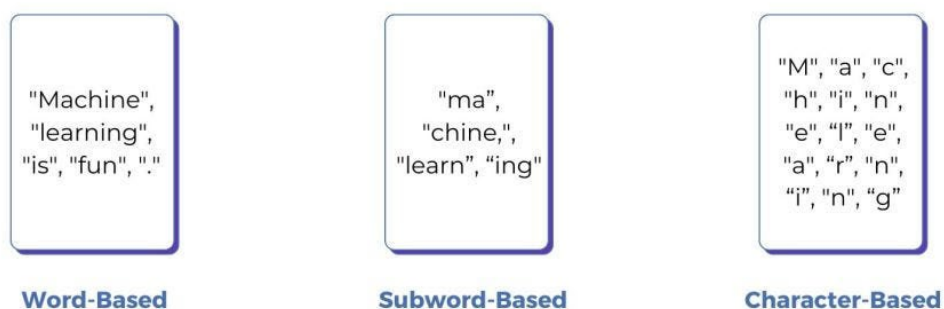 "Machine",
"learning",
"is", "fun", "."
Word-Based
"ma”,
"chine,",
"learn”, “ing"
Subword-Based
"M", "a", "c",
"h", "i", "n",
"e", “l”, "e",
"a", “r”, "n",
“i”, "n", “g”
Character-Based